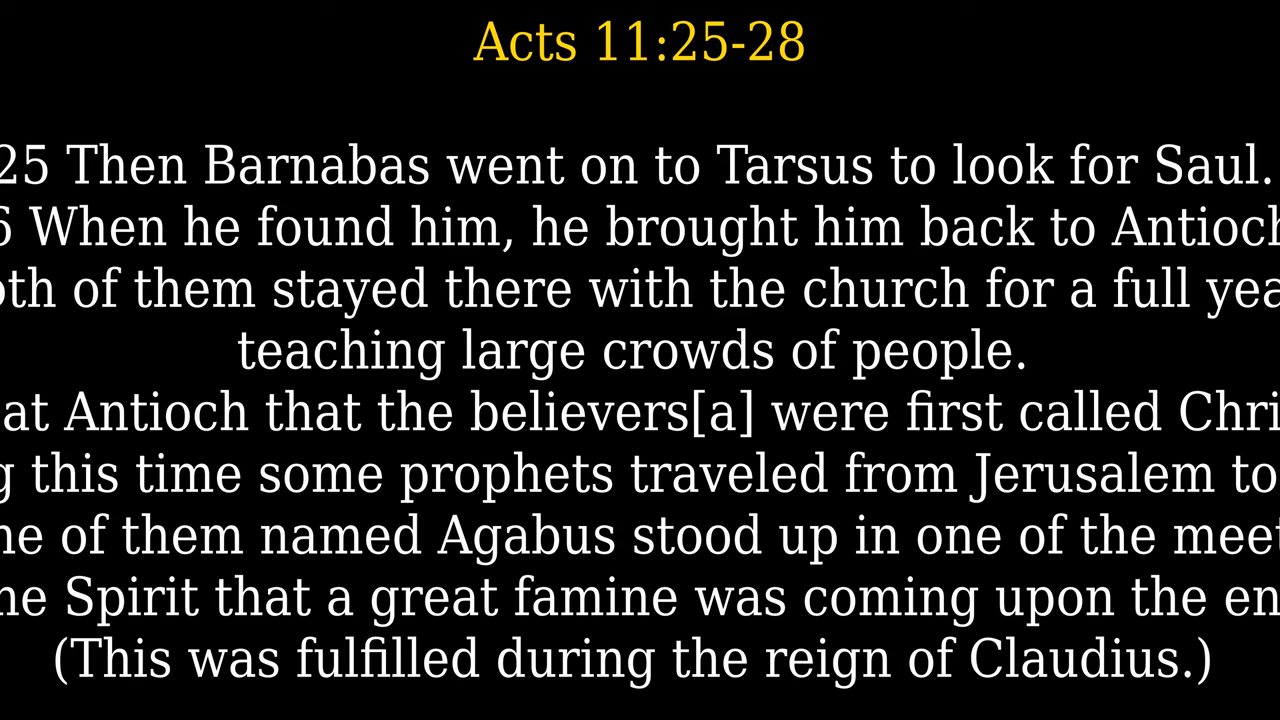 Acts 11:25-28
25 Then Barnabas went on to Tarsus to look for Saul.
When he found him, he brought him back to Antioch
of them stayed there with the church for a full
teaching large crowds of people.
at Antioch that the believers[a] were first called
this time some prophets traveled from Jerusalem to
of them named Agabus stood up in one of the
Spirit that a great famine was coming upon the
(This was fulfilled during the reign of Claudius.)